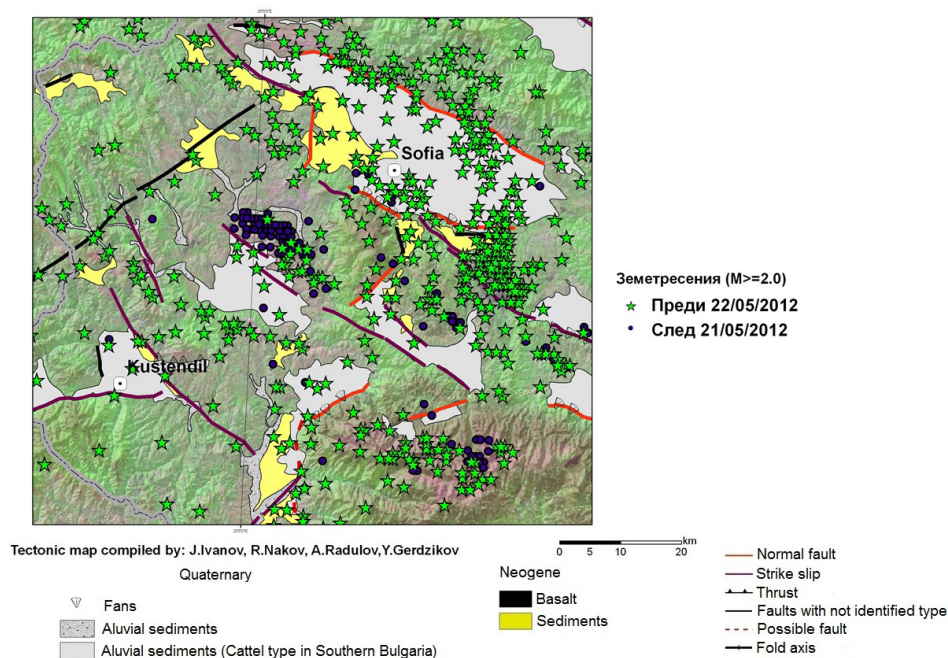 Sofia
Kustendil
Земетресения (M>=2.0)
Преди 22/05/2012
След 21/05/2012
km
0 5 10 20
Tectonic map compiled by: J.Ivanov, R.Nakov, A.Radulov,Y.Gerdzikov
Quaternary
Fans
Aluvial sediments
Aluvial sediments (Cattel type in Southern Bulgaria)
Neogene
Basalt
Sediments
Normal fault
Strike slip
Thrust
Faults with not identified type
Possible fault
Fold axis